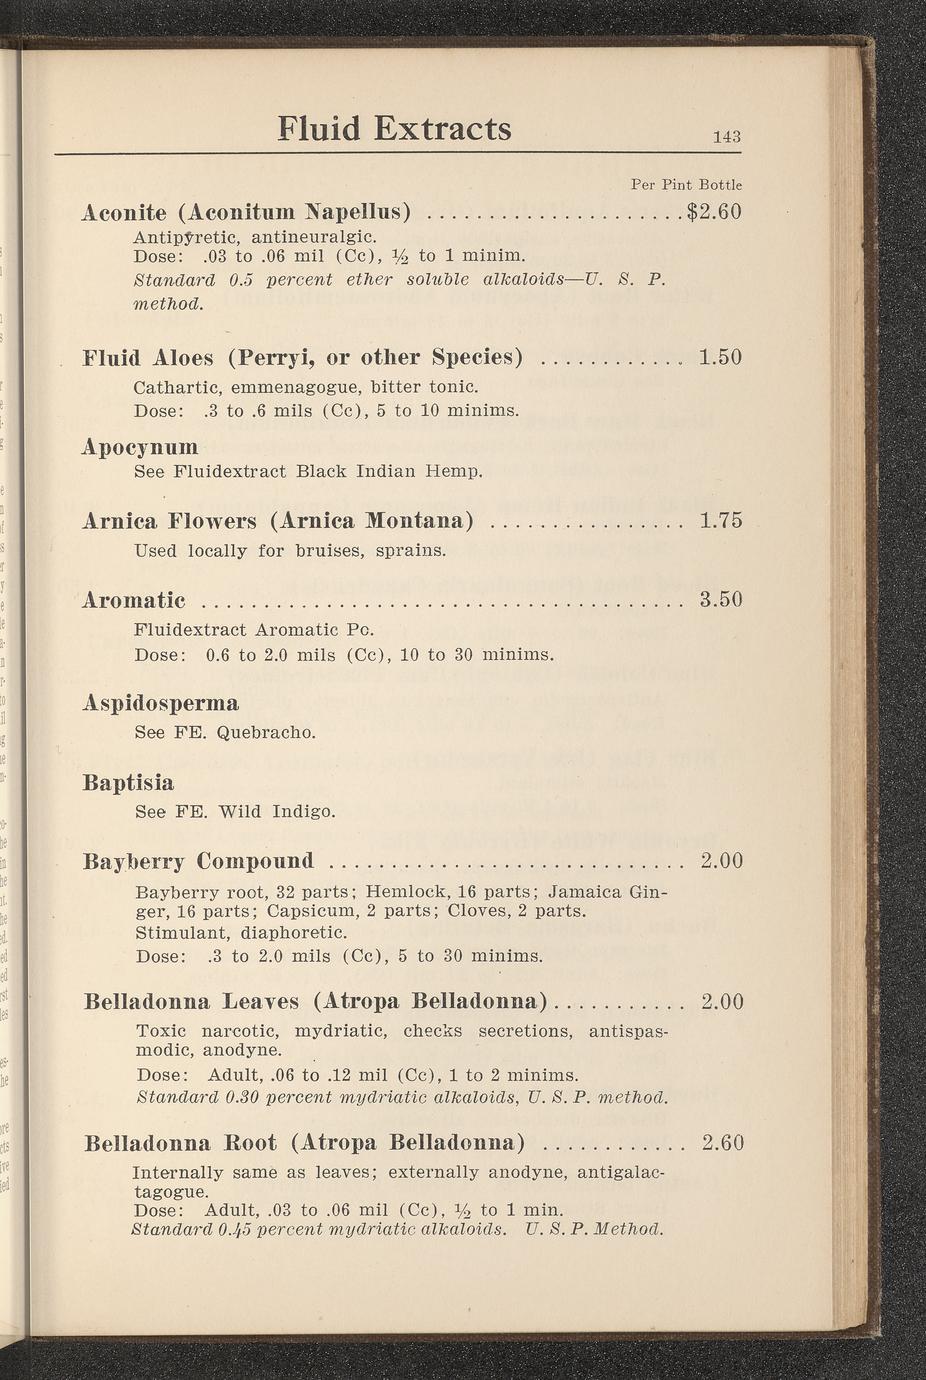 Fluid Extracts
143
Per Pint Bottle
Aconite (Aconitum Napellus) .....................$2.60
Antipyretic, antineuralgic.
Dose: .03 to .06 mil (Cc), ½ to 1 minim.
Standard 0.5 percent ether soluble alkaloids—U. S. P.
method.
Fluid Aloes (Perryi, or other Species) ............ 1.50
Cathartic, emmenagogue, bitter tonic.
Dose: .3 to .6 mils (Cc), 5 to 10 minims.
Apocynum
See Fluidextract Black Indian Hemp.
Arnica Flowers (Arnica Montana) ................ 1.75
Used locally for bruises, sprains.
Aromatic ....................................... 3.50
Fluidextract Aromatic Po.
Dose: 0.6 to 2.0 mils (Cc), 10 to 30 minims.
Aspidosperma
See FE. Quebracho.
Baptisia
See FE. Wild Indigo.
Bayberry Compound ............................. 2.00
Bayberry root, 32 parts; Hemlock, 16 parts; Jamaica Gin-
ger, 16 parts; Capsicum, 2 parts; Cloves, 2 parts.
Stimulant, diaphoretic.
Dose: .3 to 2.0 mils (Cc), 5 to 30 minims.
Belladonna Leaves (Atropa Belladonna)........... 2.00
Toxic narcotic, mydriatic, checks secretions, antispas-
modic, anodyne.
Dose: Adult, .06 to .12 mil (Cc), 1 to 2 minims.
Standard 0.30 percent mydriatic alkaloids, U. S. P. method.
Belladonna Root (Atropa Belladonna) ............ 2.60
Internally same as leaves; externally anodyne, antigalac-
tagogue.
Dose: Adult, .03 to .06 mil (Cc), ½ to 1 min.
Standard 0.45 percent mydriatic alkaloids. U. S. P. Method.